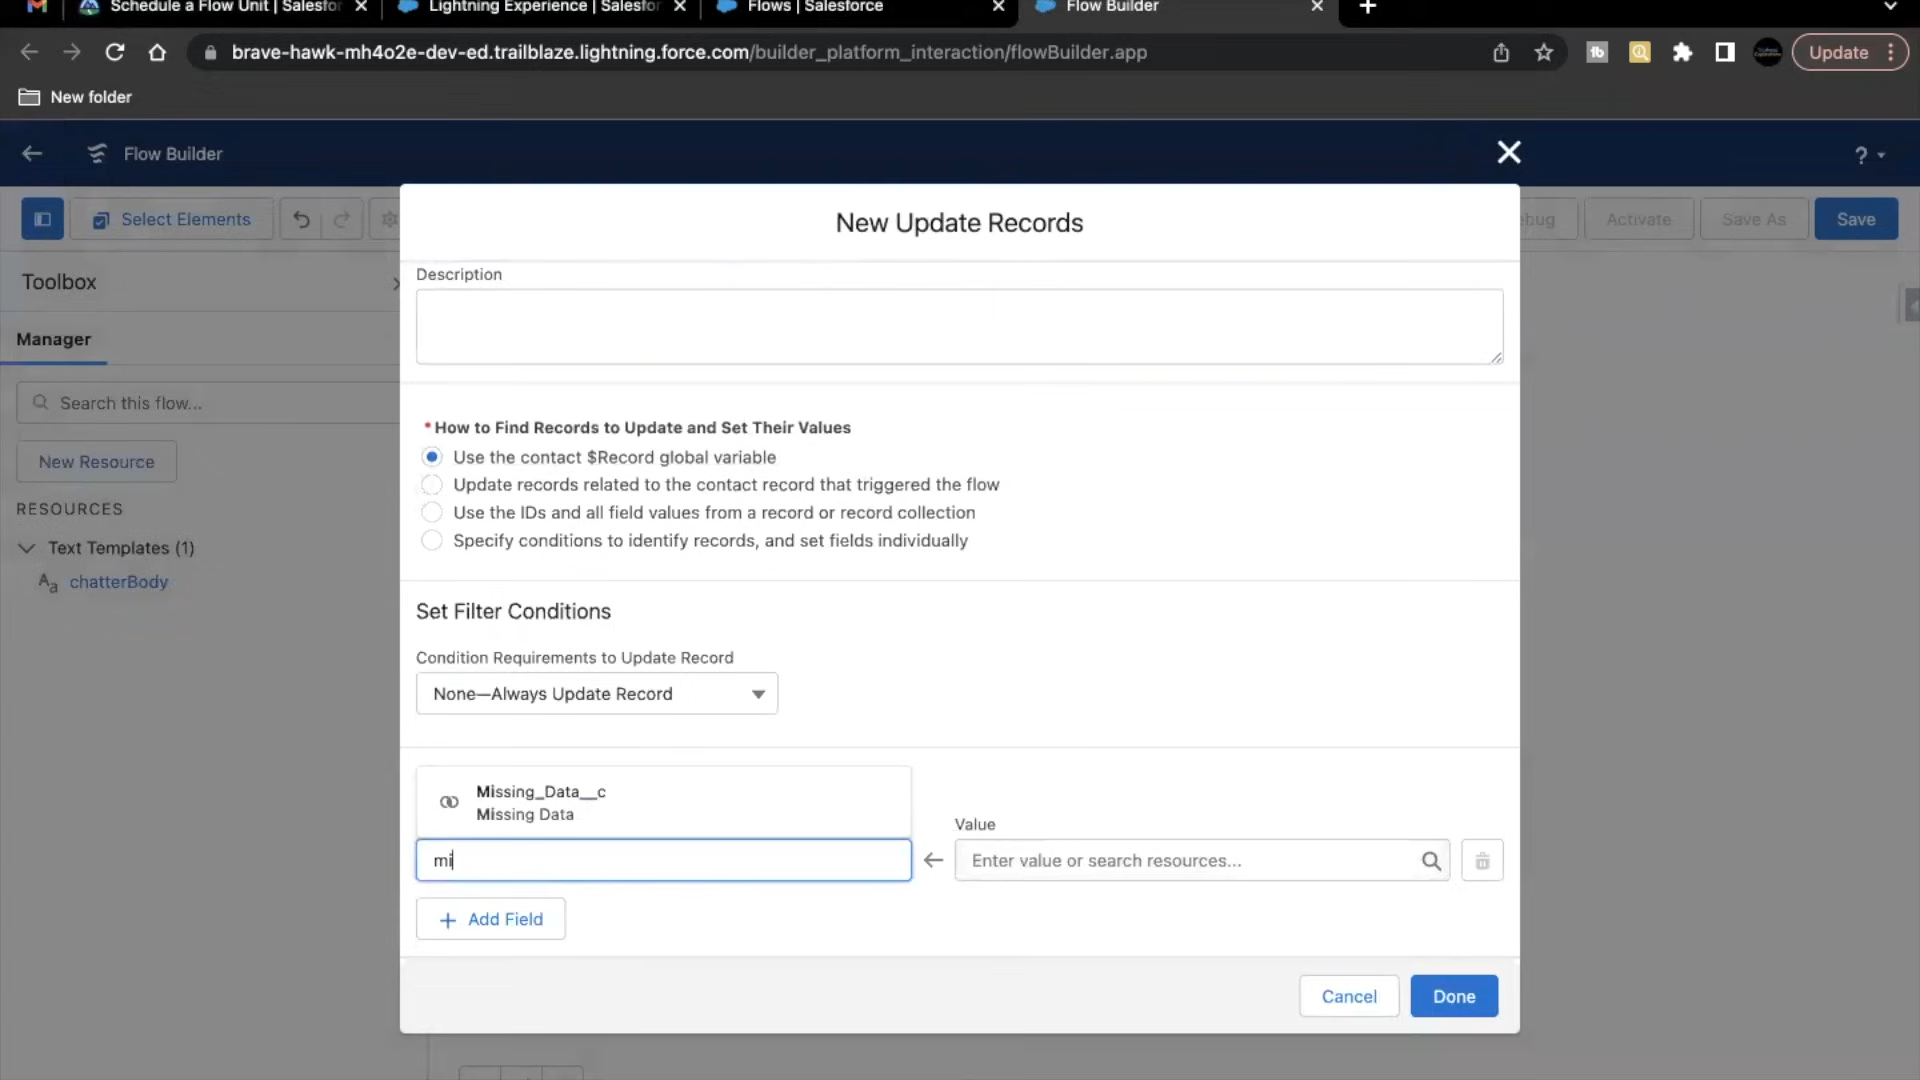 Schedule a Flow Unit | Salesfor
Lightning Experience | Salesfor
Flows | Salesforce
Flow Builder
brave-hawk-mh4o2e-dev-ed.trailblaze.lightning.force.com/builder_platform_interaction/flowBuilder.app
Update
New folder
Flow Builder
?
Select Elements
bug
Activate
Save As
Save
New Update Records
Toolbox
Manager
Search this flow...
New Resource
RESOURCES
Text Templates (1)
Aa chatterBody
Description
*How to Find Records to Update and Set Their Values
Use the contact $Record global variable
Update records related to the contact record that triggered the flow
Use the IDs and all field values from a record or record collection
Specify conditions to identify records, and set fields individually
Set Filter Conditions
Condition Requirements to Update Record
None—Always Update Record
Missing_Data__c
Missing Data
Value
mi
Enter value or search resources...
Add Field
Cancel
Done